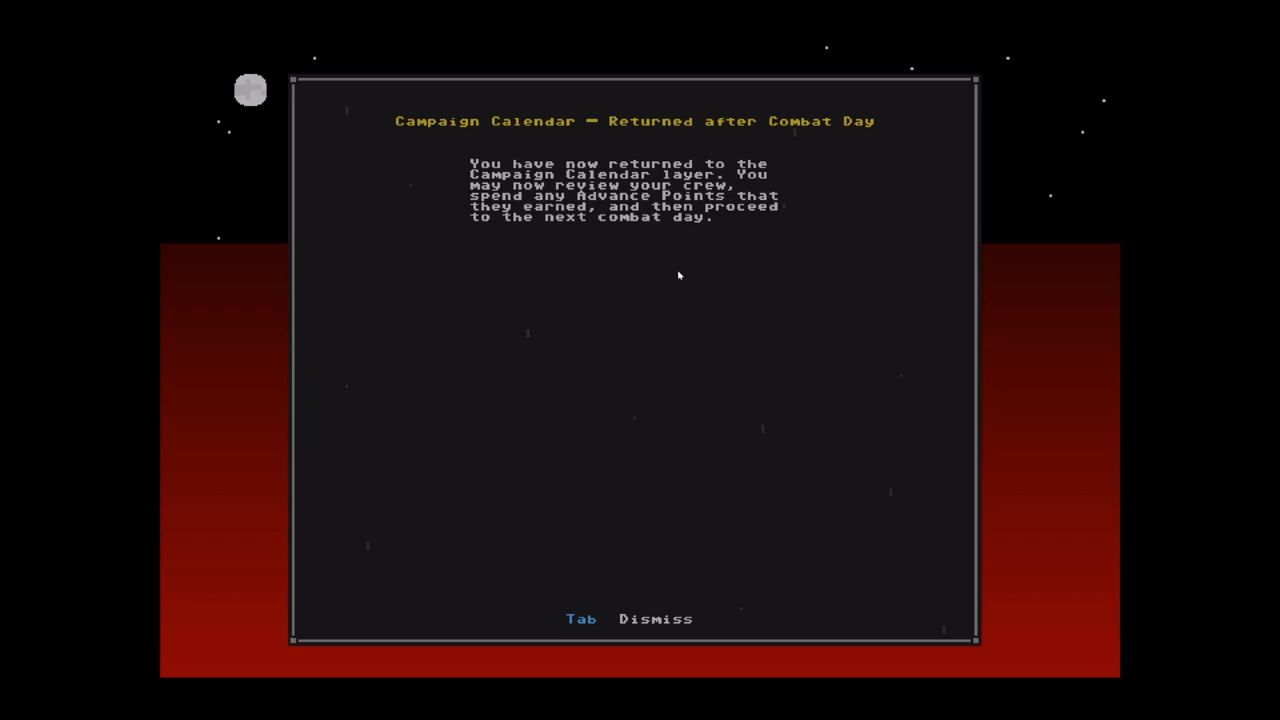 Campaign Calendar — Returned after Combat Day
You have now returned to the
Campaign Calendar layer. You
may now review your crew,
spend any Advance Points that
they earned, and then proceed
to the next combat day.
Tab Dismiss